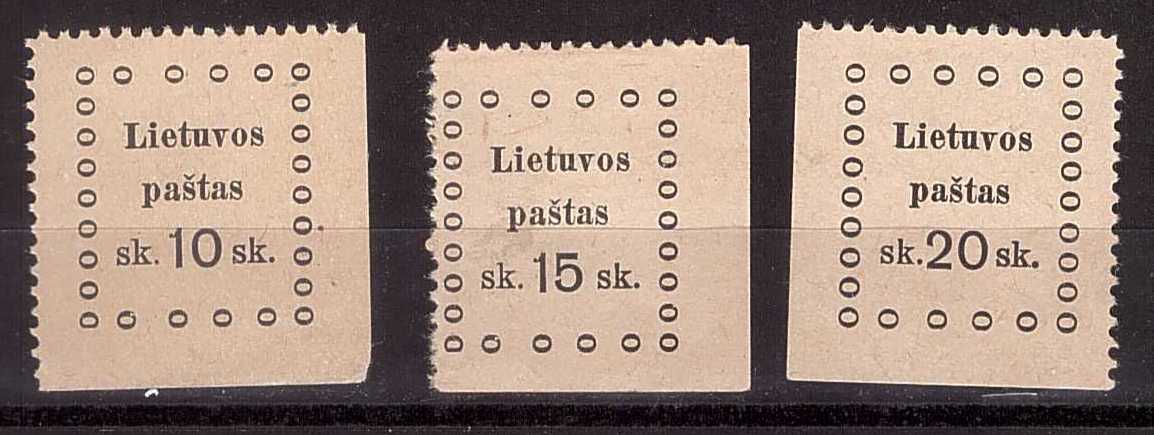 Lietuvos
paštas
sk. 10 sk.
Lietuvos
paštas
sk. 15 sk.
Lietuvos
paštas
sk. 20 sk.